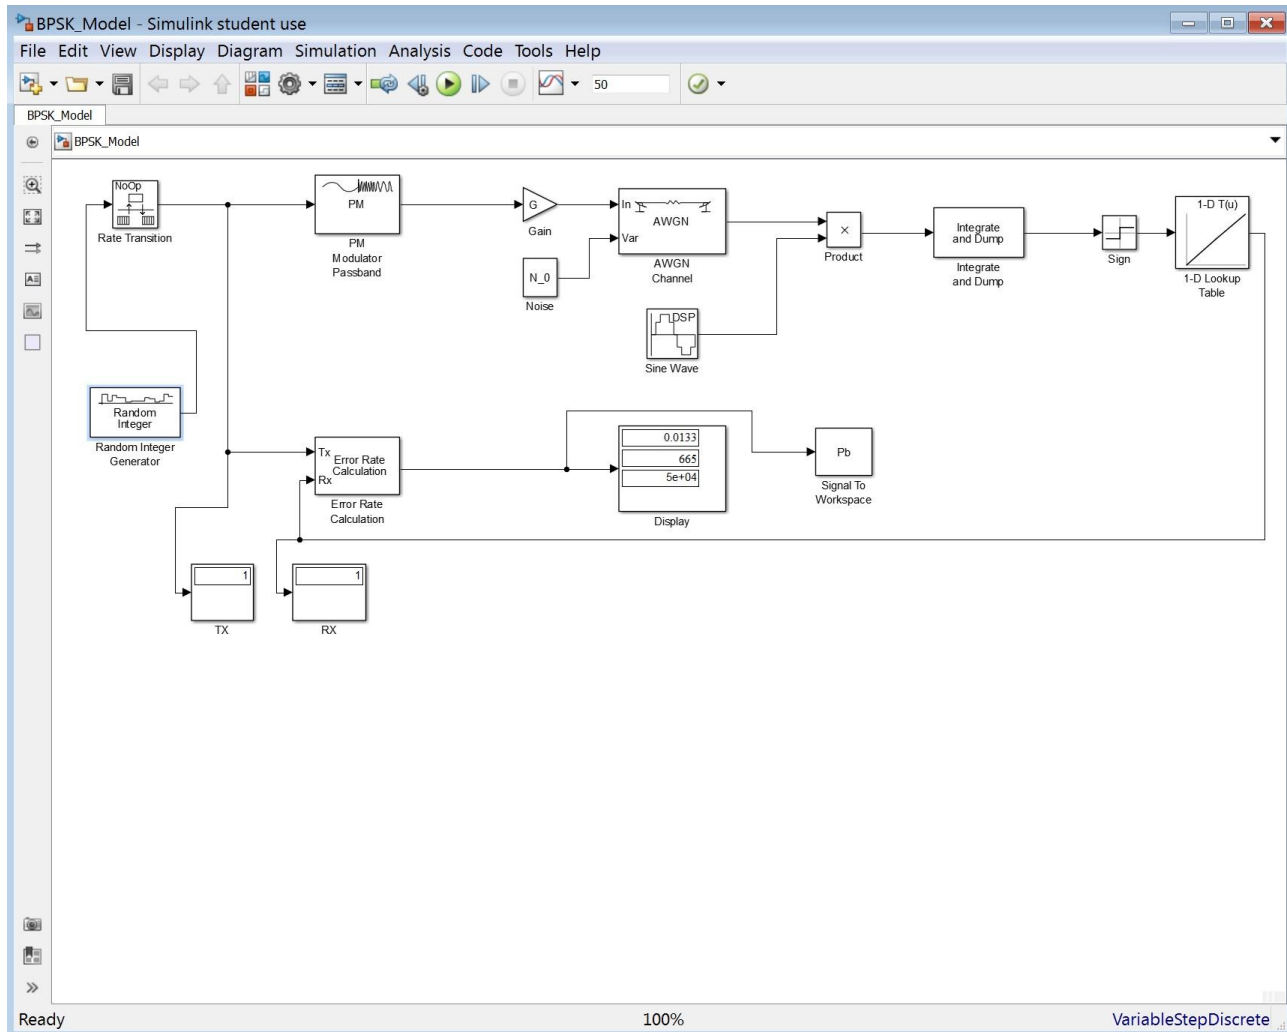 BPSK_Model - Simulink student use
File Edit View Display Diagram Simulation Analysis Code Tools Help
50
BPSK_Model
BPSK_Model
NoOp
Rate Transition
PM
PM
Modulator
Passband
G
Gain
In
AWGN
Var
AWGN
Channel
N_0
Noise
×
Product
Integrate
and Dump
Integrate
and Dump
Sign
1-D T(u)
1-D Lookup
Table
DSP
Sine Wave
Random
Integer
Random Integer
Generator
Tx
Error Rate
Calculation
Rx
Error Rate
Calculation
0.0133
665
5e+04
Display
Pb
Signal To
Workspace
1
TX
1
RX
Ready 100% VariableStepDiscrete